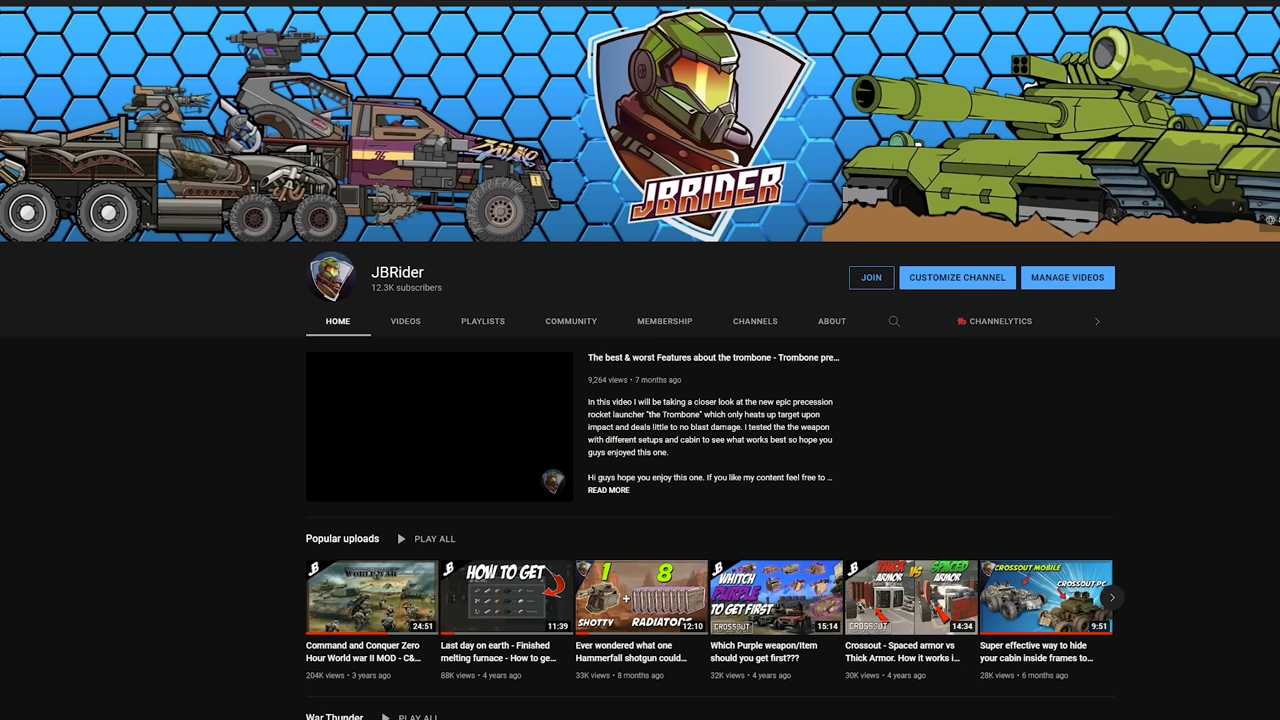 JBRIDER
JBRider
12.3K subscribers
JOIN
CUSTOMIZE CHANNEL
MANAGE VIDEOS
HOME
VIDEOS
PLAYLISTS
COMMUNITY
MEMBERSHIP
CHANNELS
ABOUT
CHANNELYTICS
The best & worst Features about the trombone - Trombone pre...
9,264 views • 7 months ago
In this video I will be taking a closer look at the new epic precession
rocket launcher "the Trombone" which only heats up target upon
impact and deals little to no blast damage. I tested the the weapon
with different setups and cabin to see what works best so hope you
guys enjoyed this one.
Hi guys hope you enjoy this one. If you like my content feel free to ...
READ MORE
Popular uploads
PLAY ALL
WORLD WAR
24:51
HOW TO GET
11:39
1
8
+
SHOTTY
RADIATORS
12:10
WHITCH
PURPLE
TO GET FIRST
CROSSOUT
15:14
THICK
ARMOR
VS
SPACED
ARMOR
CROSSOUT
14:34
CROSSOUT MOBILE
CROSSOUT PC
9:51
Command and Conquer Zero
Hour World war II MOD - C&...
204K views • 3 years ago
Last day on earth - Finished
melting furnace - How to ge...
88K views • 4 years ago
Ever wondered what one
Hammerfall shotgun could...
33K views • 8 months ago
Which Purple weapon/Item
should you get first???
32K views • 4 years ago
Crossout - Spaced armor vs
Thick Armor. How it works i...
30K views • 4 years ago
Super effective way to hide
your cabin inside frames to...
28K views • 6 months ago
War Thunder
PLAY ALL